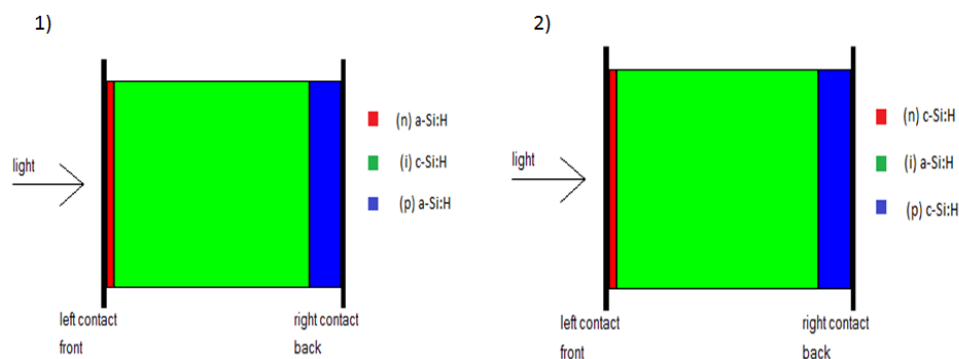 1)
(n) a-Si:H
(i) c-Si:H
(p) a-Si:H
light
left contact
front
right contact
back
2)
(n) c-Si:H
(i) a-Si:H
(p) c-Si:H
light
left contact
front
right contact
back